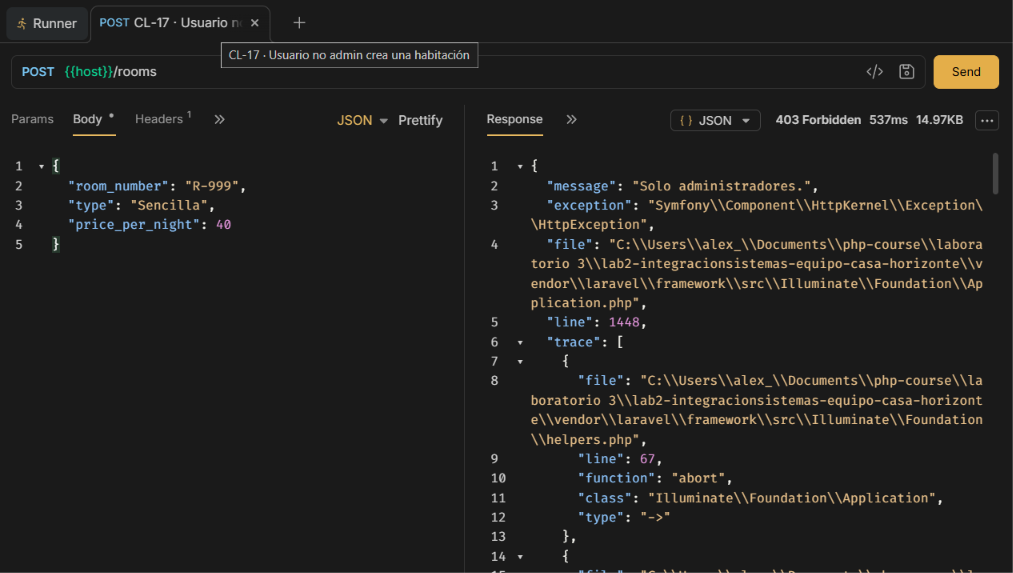 Runner
POST CL-17 · Usuario no
CL-17 · Usuario no admin crea una habitación
POST {{host}}/rooms
</>
Send
Params Body Headers 1
JSON Prettify
Response
{ } JSON
403 Forbidden 537ms 14.97KB
1 {
2 "room_number": "R-999",
3 "type": "Sencilla",
4 "price_per_night": 40
5 }
1 {
2 "message": "Solo administradores.",
3 "exception": "Symfony\\Component\\HttpKernel\\Exception\
\HttpException",
4 "file": "C:\\Users\\alex_\\Documents\\php-course\\labora
torio 3\\lab2-integracionsistemas-equipo-casa-horizonte\\v
endor\\laravel\\framework\\src\\Illuminate\\Foundation\\Ap
plication.php",
5 "line": 1448,
6 "trace": [
7 {
8 "file": "C:\\Users\\alex_\\Documents\\php-course\\la
boratorio 3\\lab2-integracionsistemas-equipo-casa-horizont
e\\vendor\\laravel\\framework\\src\\Illuminate\\Foundation
\\helpers.php",
9 "line": 67,
10 "function": "abort",
11 "class": "Illuminate\\Foundation\\Application",
12 "type": "->"
13 },
14 {